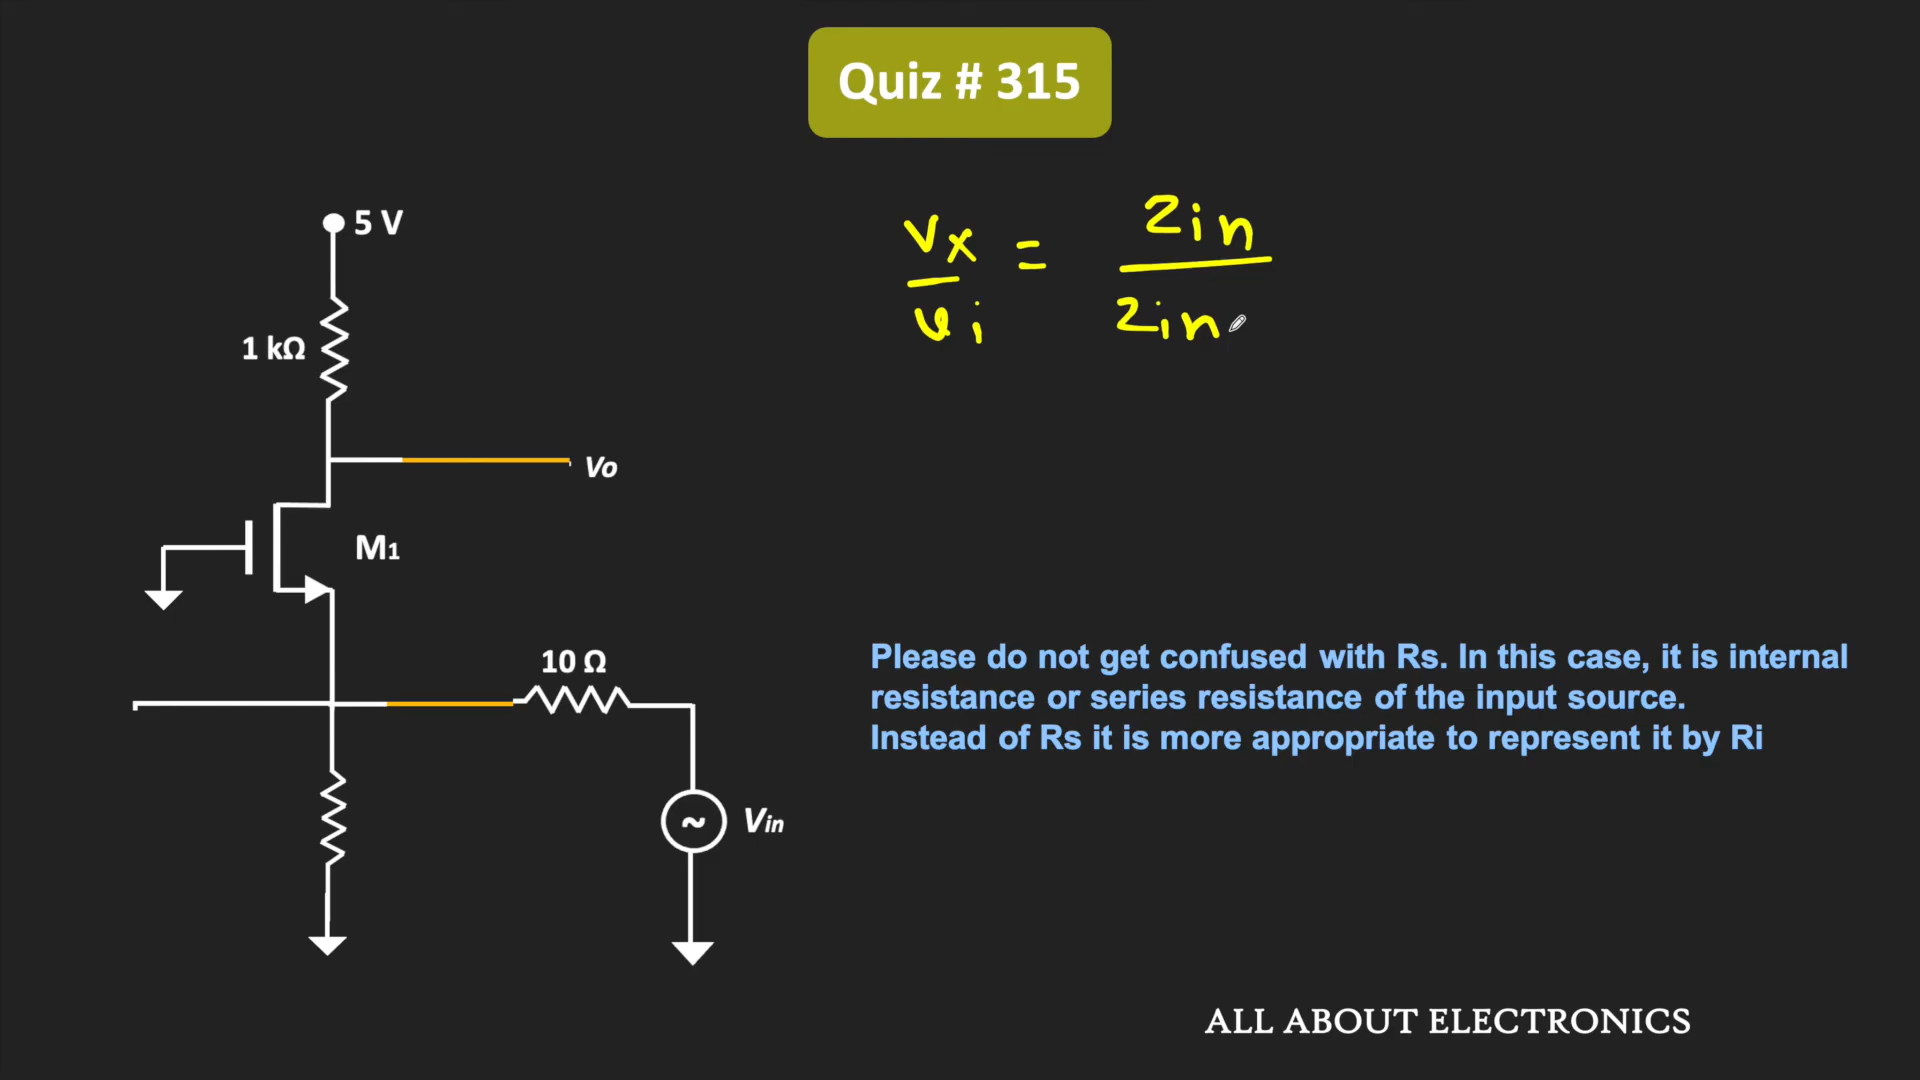 Quiz # 315
5 V
1 kΩ
Vo
M1
10 Ω
~
Vin
Vx
=
Zin
vi
Zin
Please do not get confused with Rs. In this case, it is internal
resistance or series resistance of the input source.
Instead of Rs it is more appropriate to represent it by Ri
ALL ABOUT ELECTRONICS